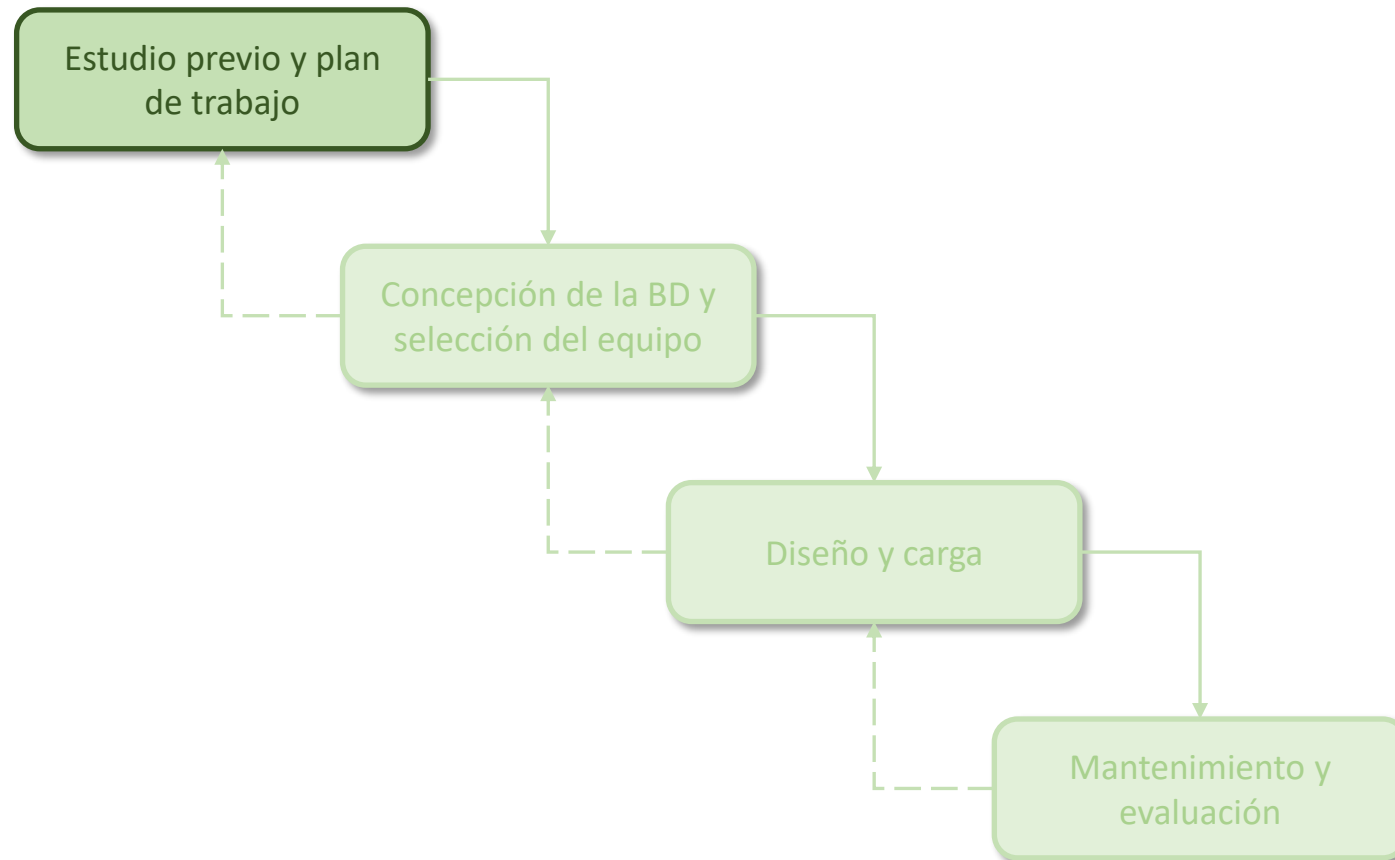 Estudio previo y plan
de trabajo
Concepción de la BD y
selección del equipo
Diseño y carga
Mantenimiento y
evaluación